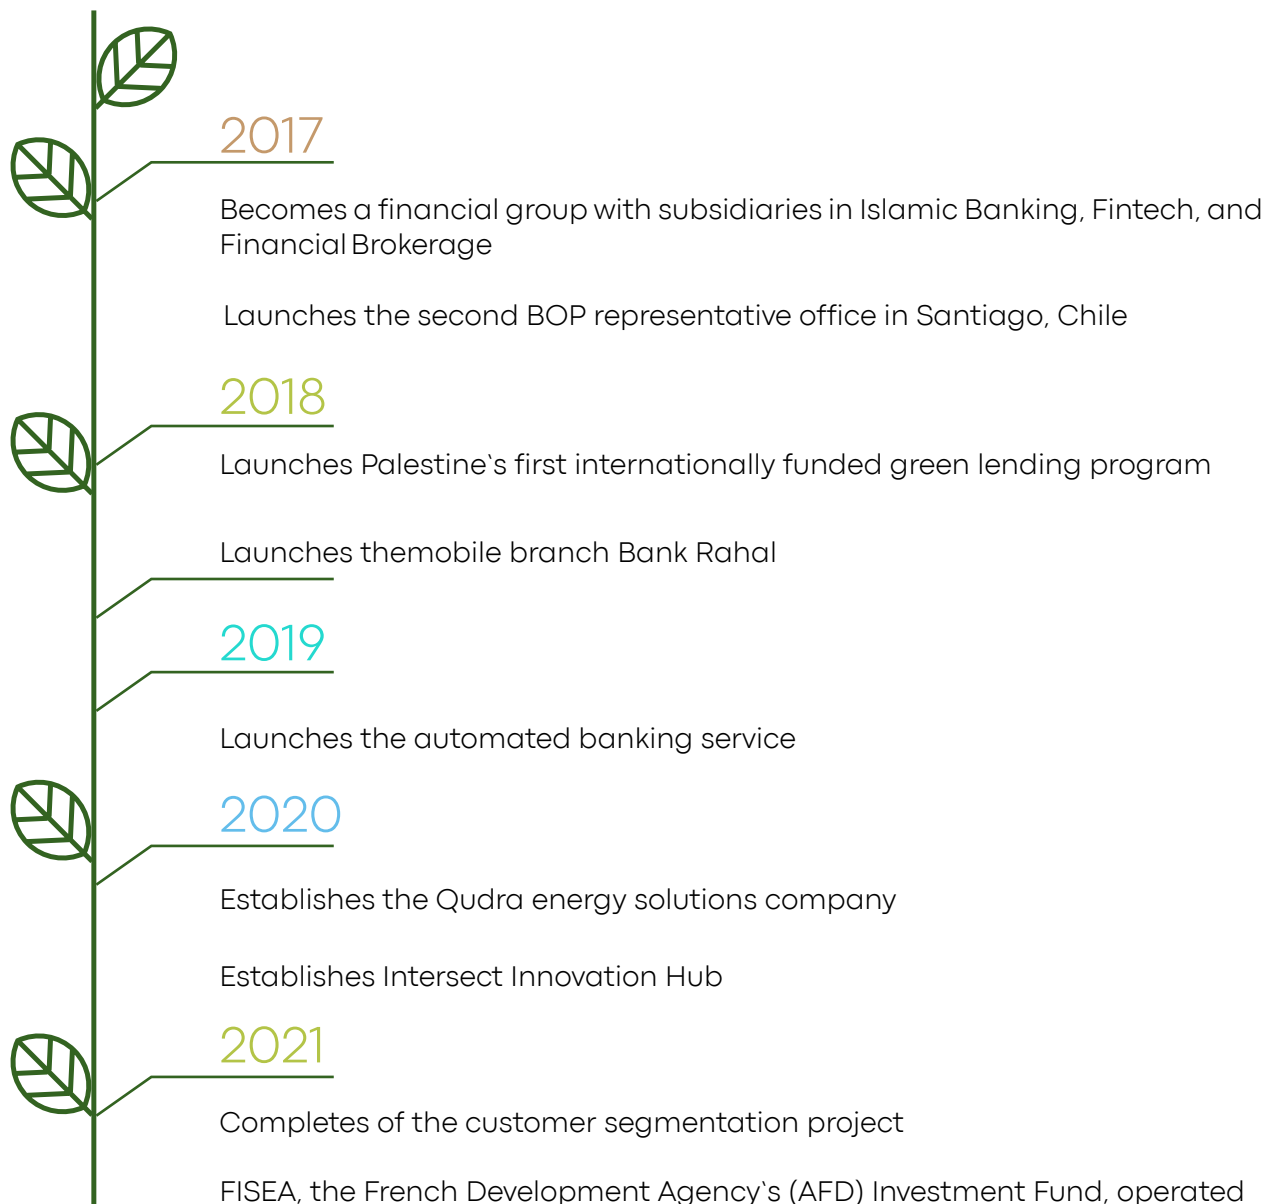 2017
Becomes a financial group with subsidiaries in Islamic Banking, Fintech, and
Financial Brokerage
Launches the second BOP representative office in Santiago, Chile
2018
Launches Palestine`s first internationally funded green lending program
Launches themobile branch Bank Rahal
2019
Launches the automated banking service
2020
Establishes the Qudra energy solutions company
Establishes Intersect Innovation Hub
2021
Completes of the customer segmentation project
FISEA, the French Development Agency`s (AFD) Investment Fund, operated